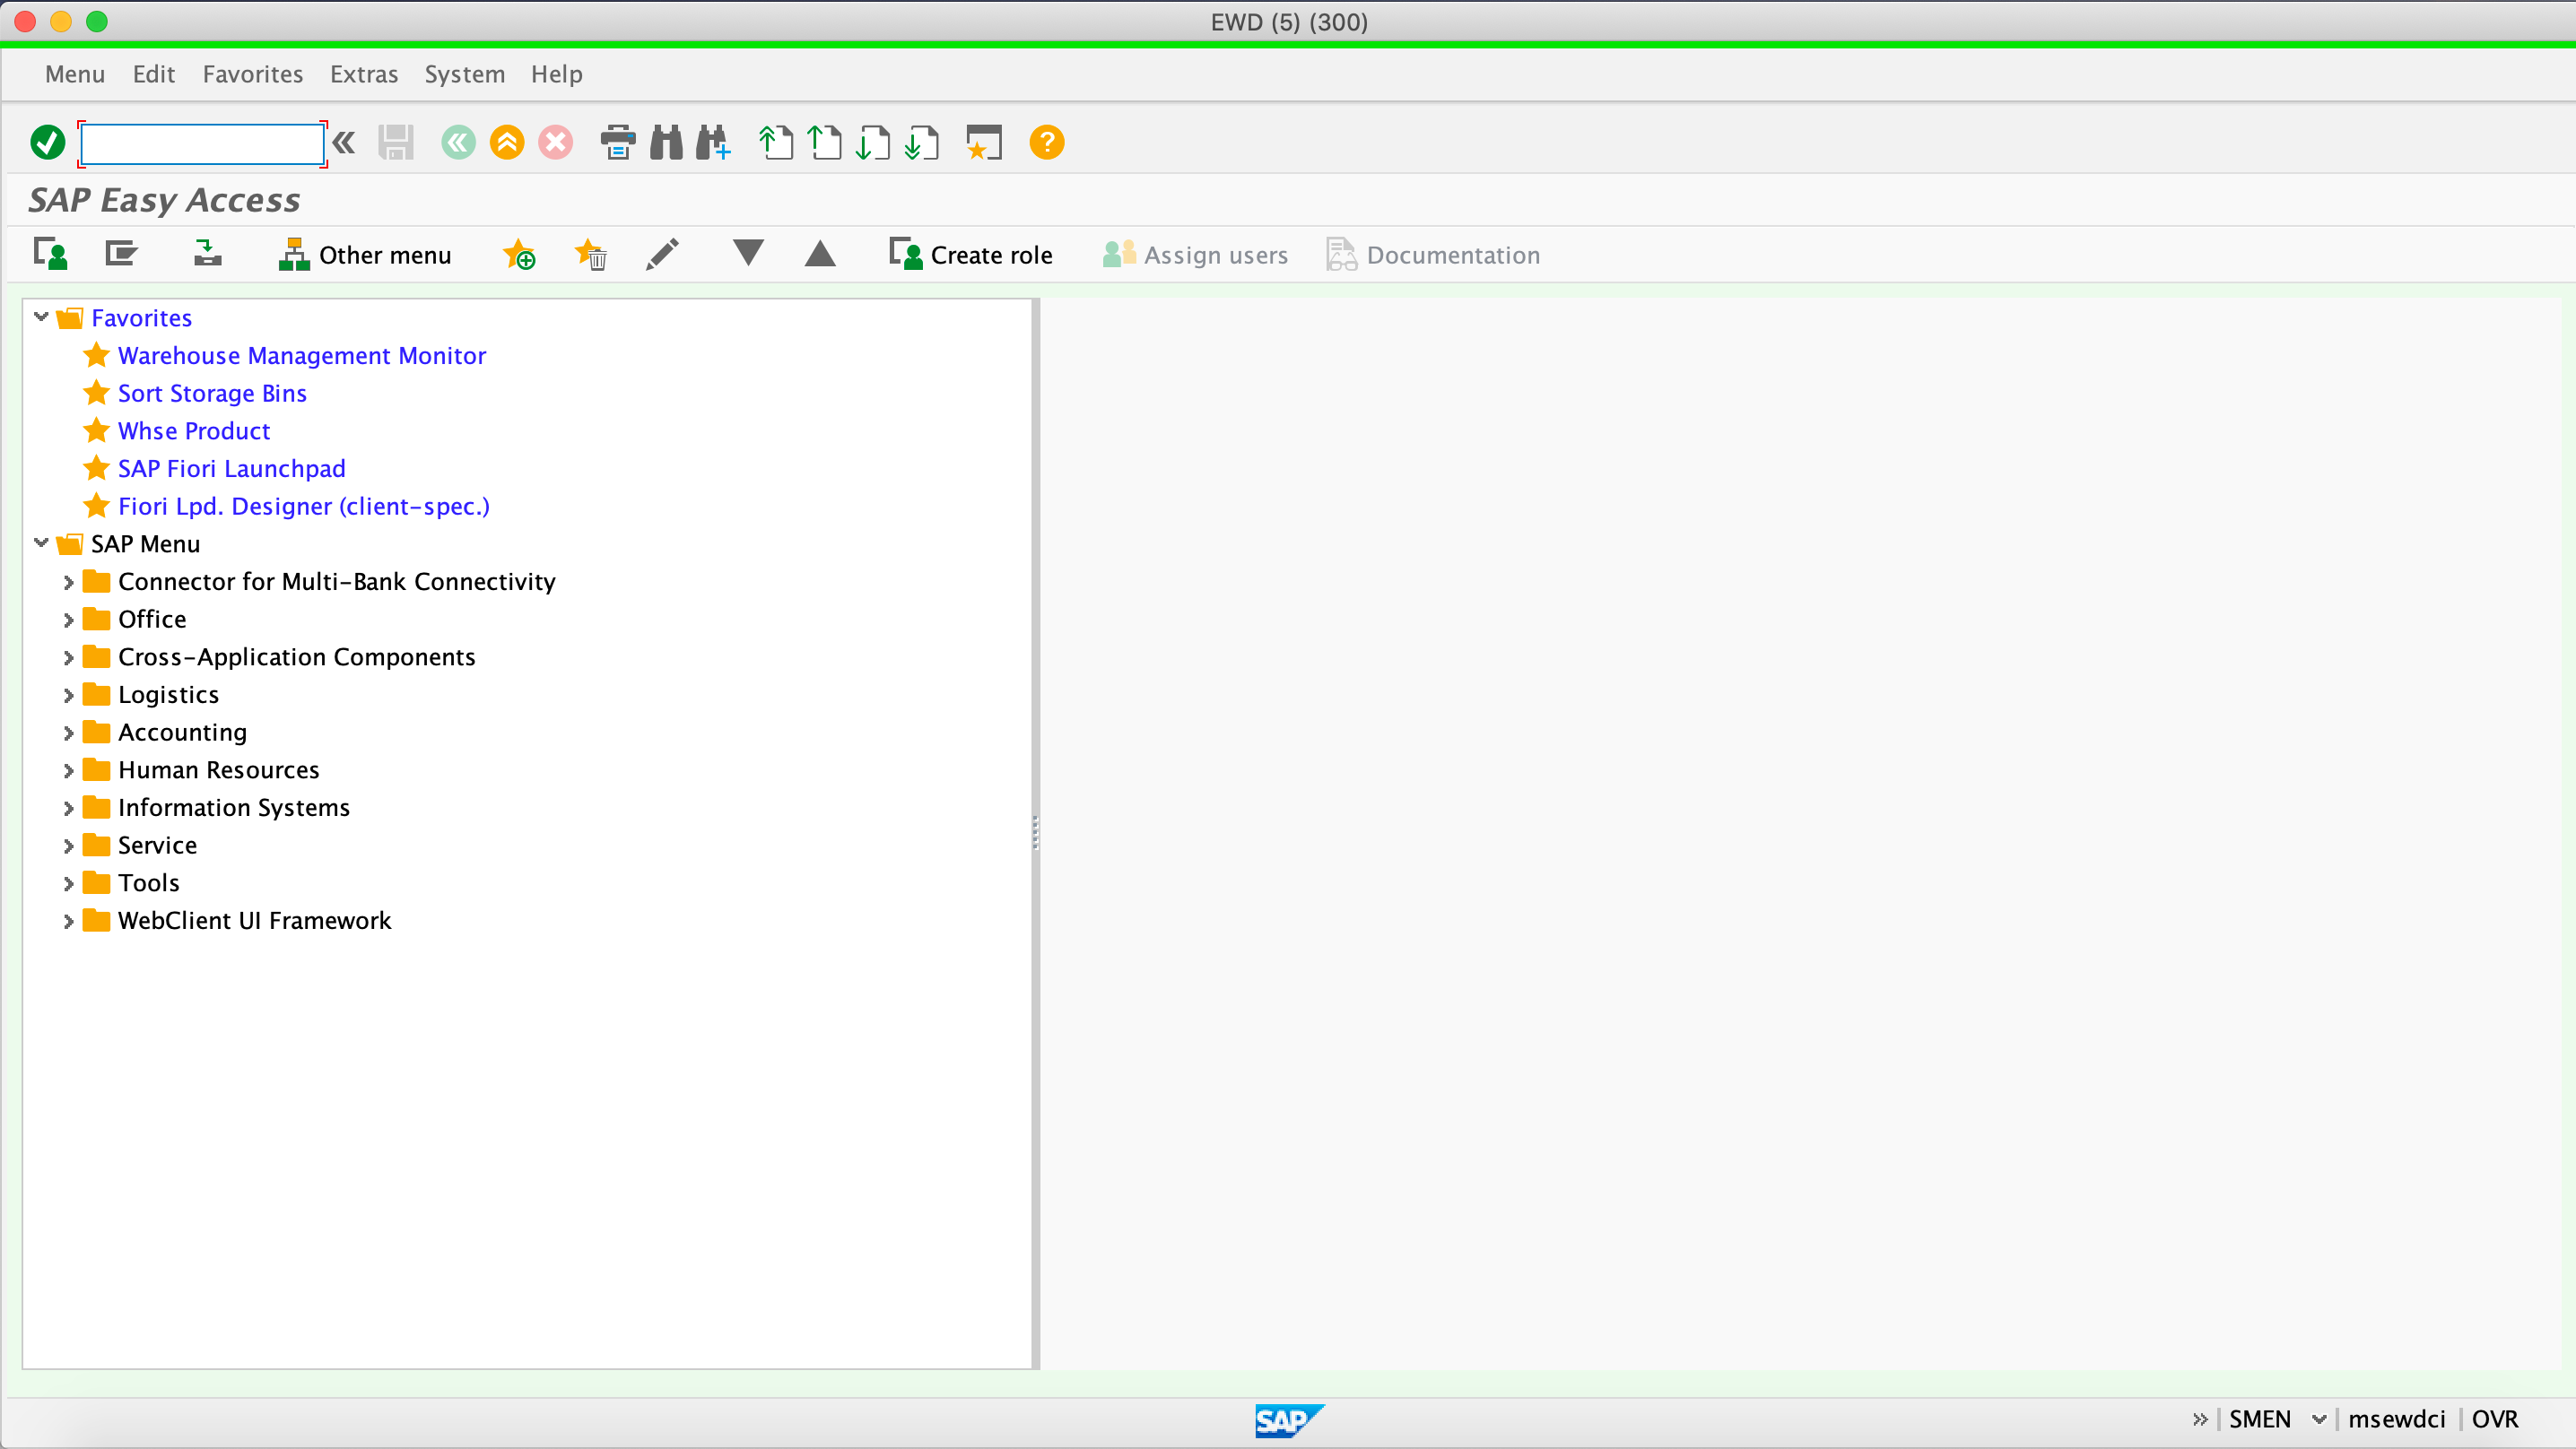 EWD (5) (300)
Menu Edit Favorites Extras System Help
SAP Easy Access
Other menu Create role Assign users Documentation
Favorites
Warehouse Management Monitor
Sort Storage Bins
Whse Product
SAP Fiori Launchpad
Fiori Lpd. Designer (client-spec.)
SAP Menu
Connector for Multi-Bank Connectivity
Office
Cross-Application Components
Logistics
Accounting
Human Resources
Information Systems
Service
Tools
WebClient UI Framework
SAP SMEN msewdci OVR